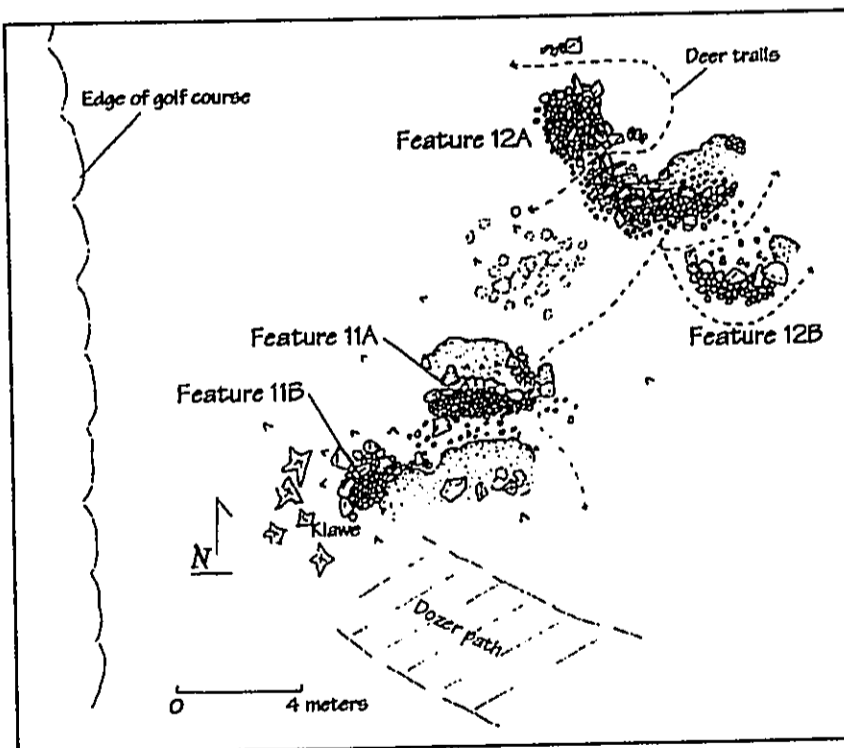 Deer trails
Edge of golf course
Feature 12A
Feature 11A
Feature 12B
Feature 11B
Klawe
N
Dozer path
0 4 meters